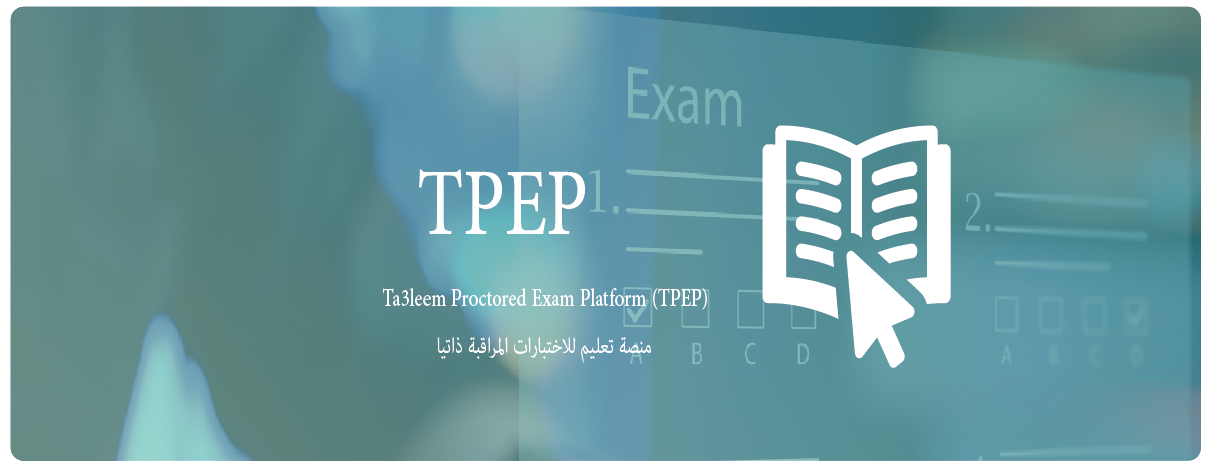 Exam
TPEP
1.
2.
Ta3leem Proctored Exam Platform (TPEP)
منصة تعليم للاختبارات المراقبة ذاتيا
A B C D
A B C D